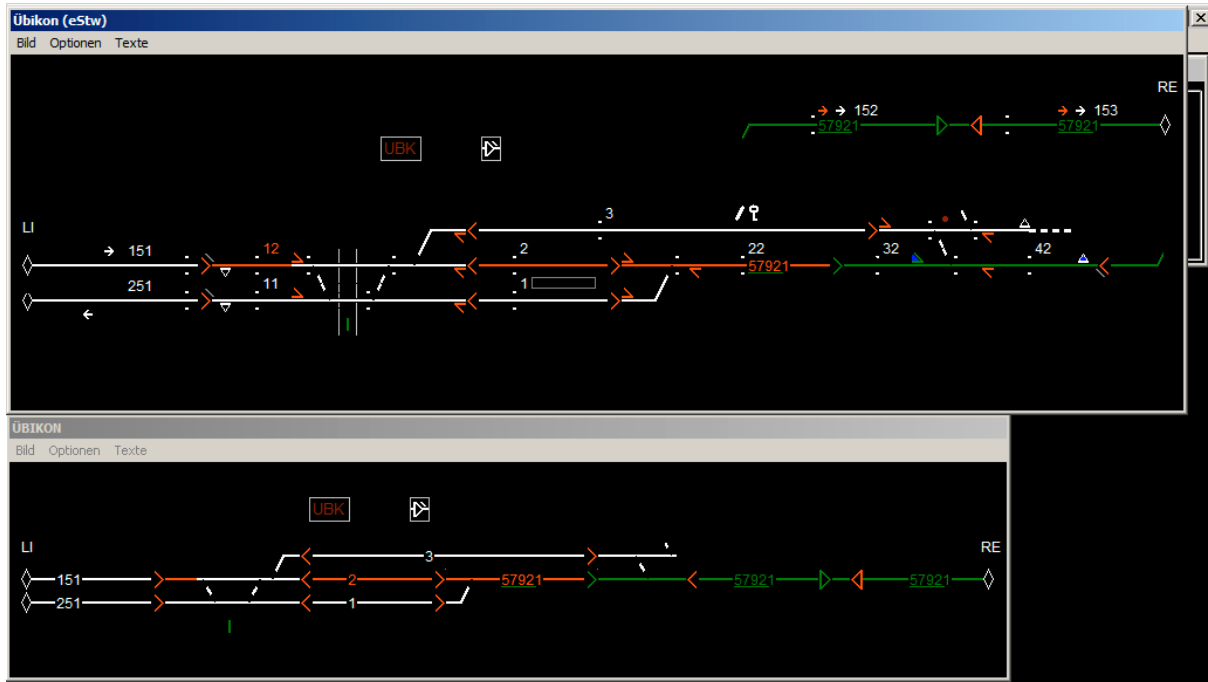 Übikon (eStw)
Bild Optionen Texte
RE
152 153
57921 57921
UBK
3
LI
151 12 2 22 32 42
57921
251 11 1
I
ÜBIKON
Bild Optionen Texte
UBK
LI RE
3
151 2 57921 57921 57921
251 1
I